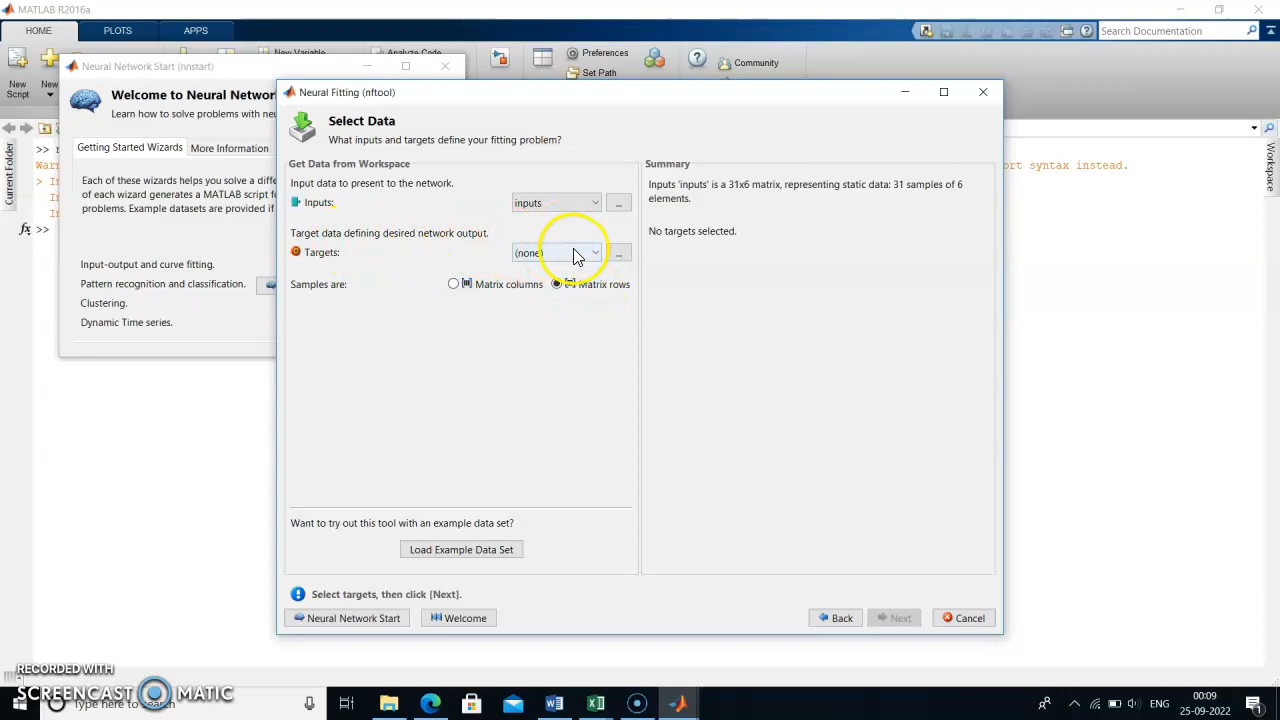 MATLAB R2016a
HOME
PLOTS
APPS
Search Documentation
New Variable
Analyze Code
Preferences
Set Path
Community
New
Script
New
Neural Network Start (nnstart)
Welcome to Neural Networ
Learn how to solve problems with neu
Getting Started Wizards
More Information
Each of these wizards helps you solve a diffe
of each wizard generates a MATLAB script fo
problems. Example datasets are provided if
Input-output and curve fitting.
Pattern recognition and classification.
Clustering.
Dynamic Time series.
Current Folder
Workspace
>>
Warn
> In
fx >>
ort syntax instead.
Neural Fitting (nftool)
Select Data
What inputs and targets define your fitting problem?
Get Data from Workspace
Input data to present to the network.
Inputs:
inputs
...
Target data defining desired network output.
Targets:
(none)
...
Samples are:
Matrix columns
Matrix rows
Summary
Inputs 'inputs' is a 31x6 matrix, representing static data: 31 samples of 6
elements.
No targets selected.
Want to try out this tool with an example data set?
Load Example Data Set
Select targets, then click [Next].
Neural Network Start
Welcome
Back
Next
Cancel
RECORDED WITH
SCREENCAST MATIC
Type here to search
ENG
00:09
25-09-2022